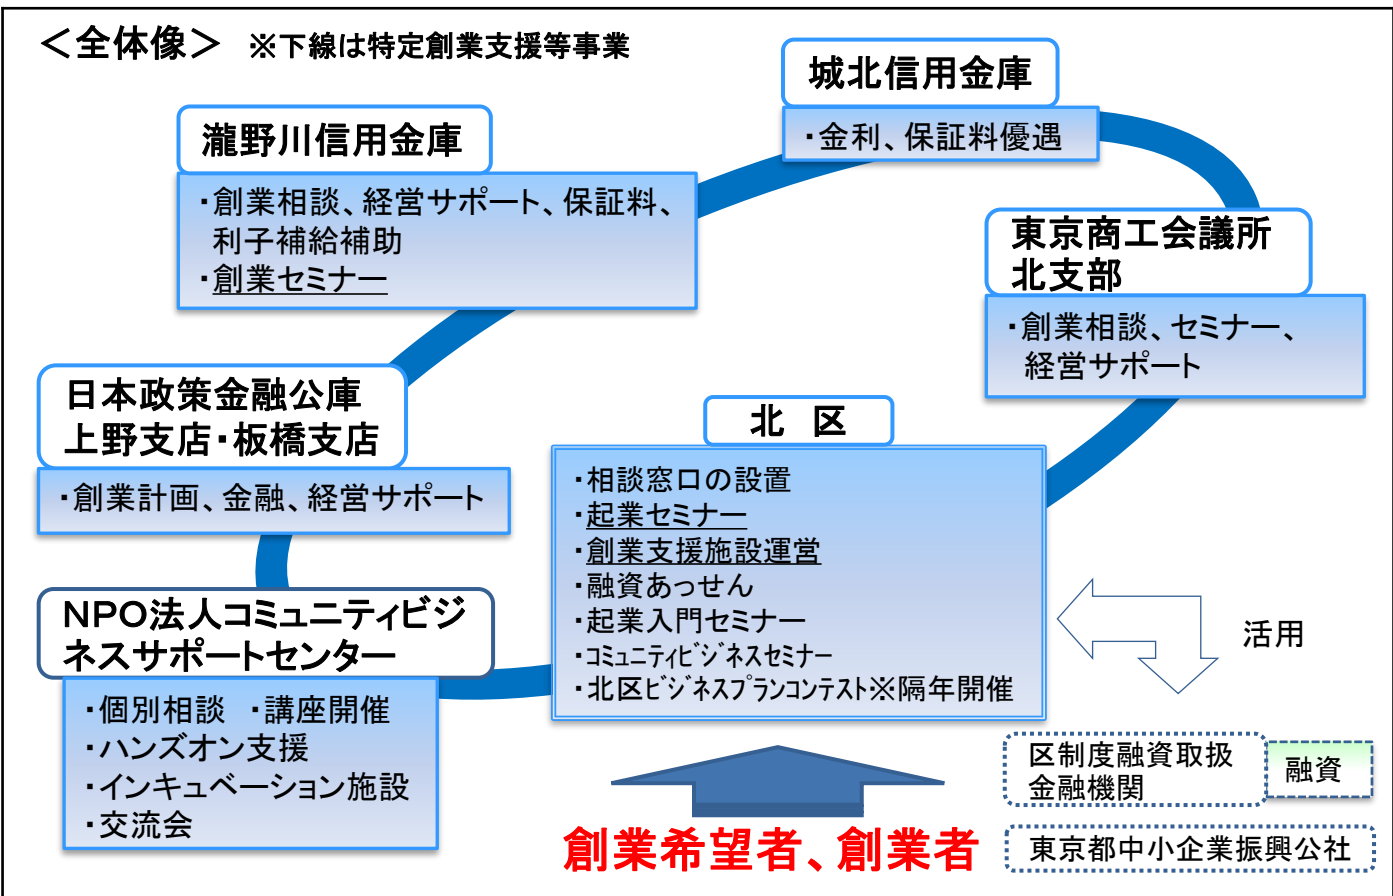 ＜全体像＞ ※下線は特定創業支援等事業
城北信用金庫
・金利、保証料優遇
瀧野川信用金庫
・創業相談、経営サポート、保証料、
利子補給補助
・創業セミナー
東京商工会議所
北支部
・創業相談、セミナー、
経営サポート
日本政策金融公庫
上野支店・板橋支店
・創業計画、金融、経営サポート
北 区
・相談窓口の設置
・起業セミナー
・創業支援施設運営
・融資あっせん
・起業入門セミナー
・コミュニティビジネスセミナー
・北区ビジネスプランコンテスト※隔年開催
NPO法人コミュニティビジ
ネスサポートセンター
・個別相談 ・講座開催
・ハンズオン支援
・インキュベーション施設
・交流会
活用
区制度融資取扱
金融機関
融資
東京都中小企業振興公社
創業希望者、創業者